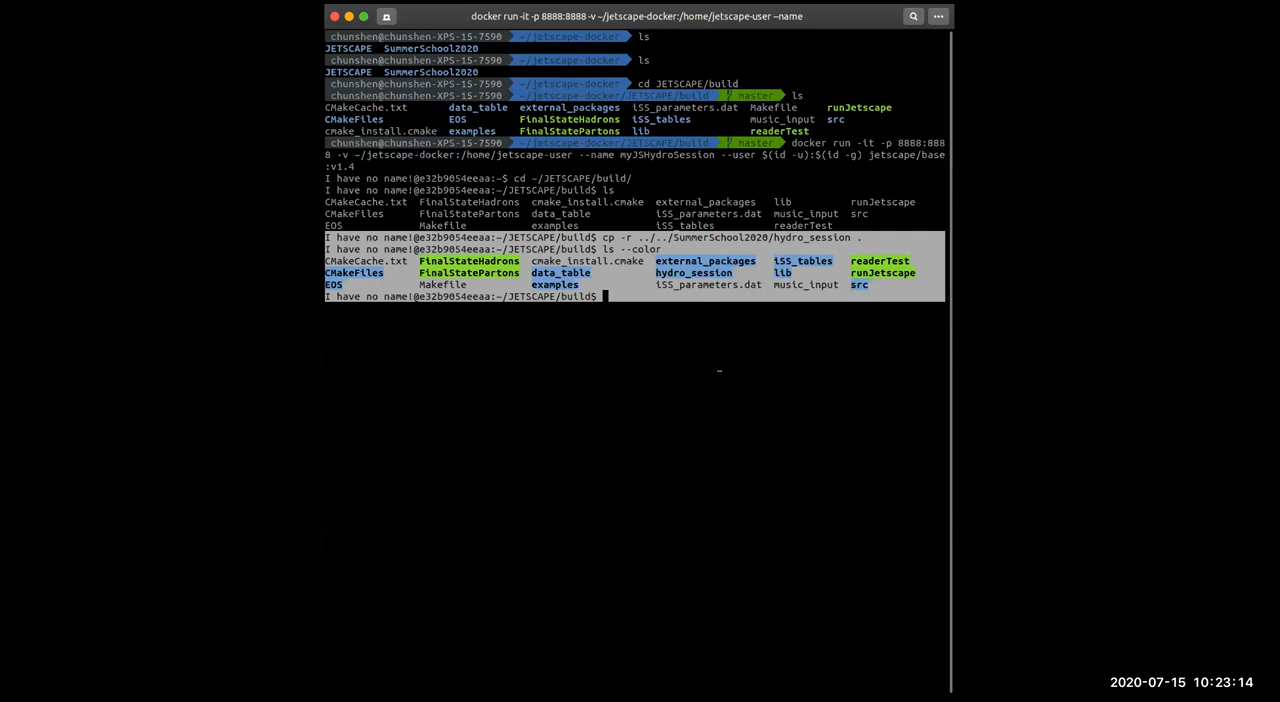 docker run -it -p 8888:8888 -v ~/jetscape-docker:/home/jetscape-user --name
chunshen@chunshen-XPS-15-7590 ~/jetscape-docker ls
JETSCAPE SummerSchool2020
chunshen@chunshen-XPS-15-7590 ~/jetscape-docker ls
JETSCAPE SummerSchool2020
chunshen@chunshen-XPS-15-7590 ~/jetscape-docker cd JETSCAPE/build
chunshen@chunshen-XPS-15-7590 ~/jetscape-docker/JETSCAPE/build master ls
CMakeCache.txt data_table external_packages iSS_parameters.dat Makefile runJetscape
CMakeFiles EOS FinalStateHadrons iSS_tables music_input src
cmake_install.cmake examples FinalStatePartons lib readerTest
chunshen@chunshen-XPS-15-7590 ~/jetscape-docker/JETSCAPE/build master docker run -it -p 8888:888
8 -v ~/jetscape-docker:/home/jetscape-user --name myJSHydroSession --user $(id -u):$(id -g) jetscape/base
:v1.4
I have no name!@e32b9054eeaa:~$ cd ~/JETSCAPE/build/
I have no name!@e32b9054eeaa:~/JETSCAPE/build$ ls
CMakeCache.txt FinalStateHadrons cmake_install.cmake external_packages lib runJetscape
CMakeFiles FinalStatePartons data_table iSS_parameters.dat music_input src
EOS Makefile examples iSS_tables readerTest
I have no name!@e32b9054eeaa:~/JETSCAPE/build$ cp -r ../../SummerSchool2020/hydro_session .
I have no name!@e32b9054eeaa:~/JETSCAPE/build$ ls --color
CMakeCache.txt FinalStateHadrons cmake_install.cmake external_packages iSS_tables readerTest
CMakeFiles FinalStatePartons data_table hydro_session lib runJetscape
EOS Makefile examples iSS_parameters.dat music_input src
I have no name!@e32b9054eeaa:~/JETSCAPE/build$
2020-07-15 10:23:14